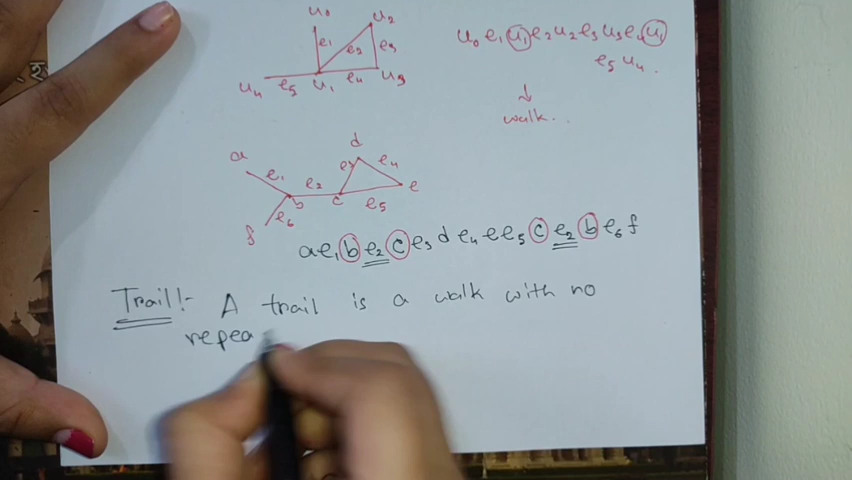 u₀
u₂
e₁
e₂
e₃
u₄
e₅
u₁
e₄
u₃
u₀ e₁ u₁ e₂ u₂ e₃ u₃ e₄ u₁
e₅ u₄ .
↓
walk..
d
a
e₁
e₃
e₄
e₂
b
c
e
e₅
f
e₆
a e₁ b e₂ c e₃ d e₄ e e₅ c e₂ b e₆ f
Trail!- A trail is a walk with no
repea